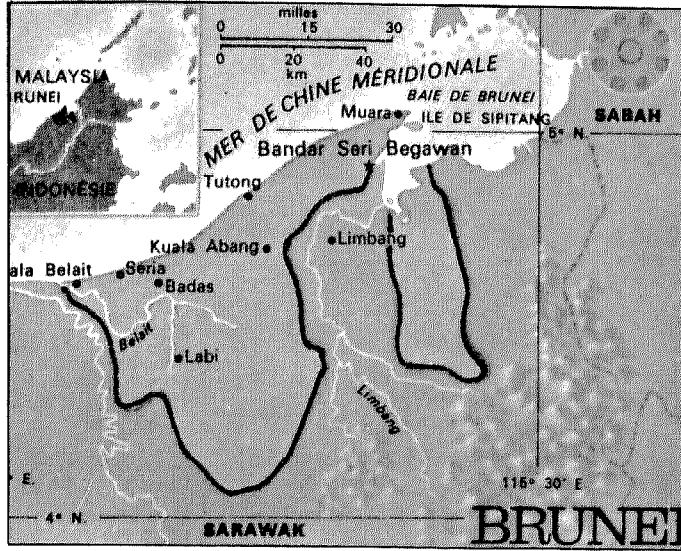 milles
0 15 30
0 20 40
km
MALAYSIA
BRUNEI
INDONÉSIE
MER DE CHINE MÉRIDIONALE
BAIE DE BRUNEI
SABAH
Muara
ILE DE SIPITANG
5° N.
Bandar Seri Begawan
Tutong
Kuala Abang
Limbang
ala Belait
Seria
Badas
Belait
Labi
Limbang
E.
115° 30' E
4° N.
SARAWAK
BRUNEI